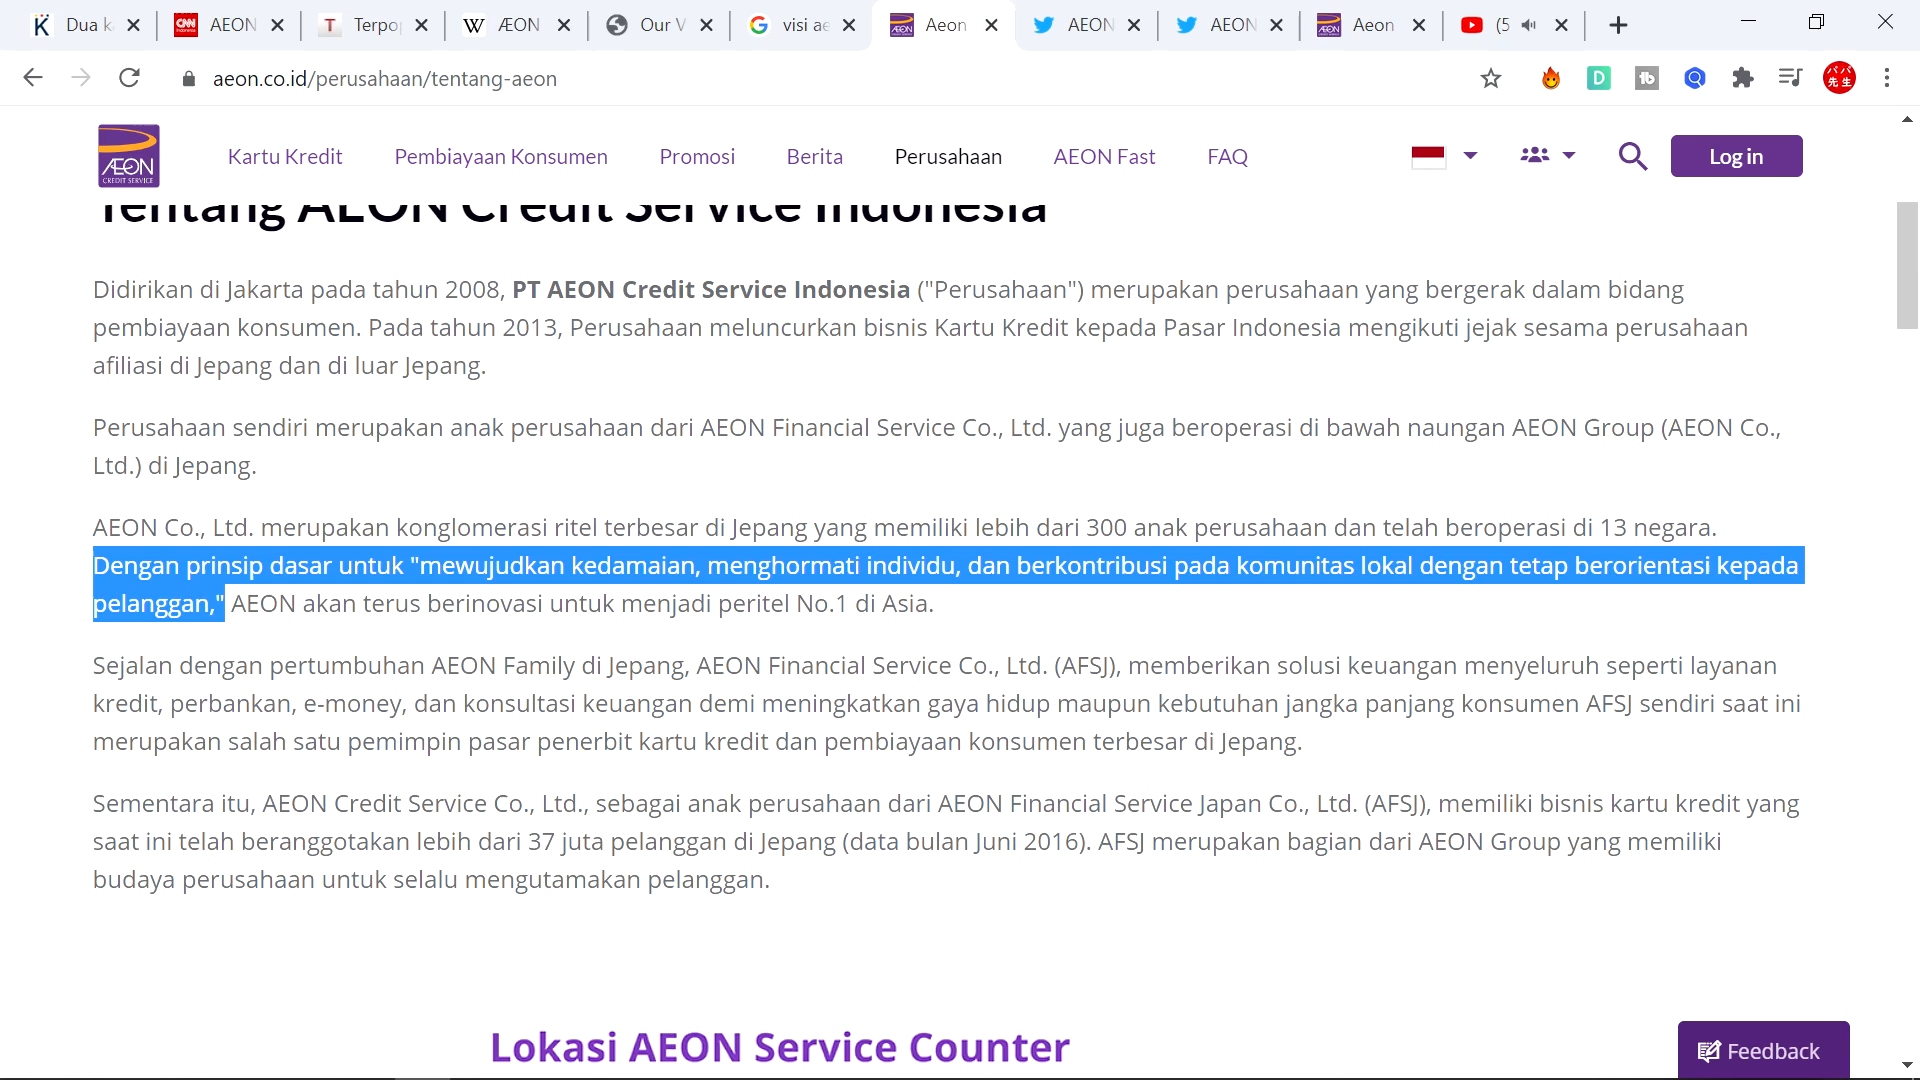 Dua k
AEON
Terpo
ÆON
Our V
visi ae
Aeon
AEON
AEON
Aeon
(5
aeon.co.id/perusahaan/tentang-aeon
パパ
先生
ÆON
CREDIT SERVICE
Kartu Kredit
Pembiayaan Konsumen
Promosi
Berita
Perusahaan
AEON Fast
FAQ
Log in
Tentang AEON Credit Service Indonesia
Didirikan di Jakarta pada tahun 2008, PT AEON Credit Service Indonesia ("Perusahaan") merupakan perusahaan yang bergerak dalam bidang
pembiayaan konsumen. Pada tahun 2013, Perusahaan meluncurkan bisnis Kartu Kredit kepada Pasar Indonesia mengikuti jejak sesama perusahaan
afiliasi di Jepang dan di luar Jepang.
Perusahaan sendiri merupakan anak perusahaan dari AEON Financial Service Co., Ltd. yang juga beroperasi di bawah naungan AEON Group (AEON Co.,
Ltd.) di Jepang.
AEON Co., Ltd. merupakan konglomerasi ritel terbesar di Jepang yang memiliki lebih dari 300 anak perusahaan dan telah beroperasi di 13 negara.
Dengan prinsip dasar untuk "mewujudkan kedamaian, menghormati individu, dan berkontribusi pada komunitas lokal dengan tetap berorientasi kepada
pelanggan," AEON akan terus berinovasi untuk menjadi peritel No.1 di Asia.
Sejalan dengan pertumbuhan AEON Family di Jepang, AEON Financial Service Co., Ltd. (AFSJ), memberikan solusi keuangan menyeluruh seperti layanan
kredit, perbankan, e-money, dan konsultasi keuangan demi meningkatkan gaya hidup maupun kebutuhan jangka panjang konsumen AFSJ sendiri saat ini
merupakan salah satu pemimpin pasar penerbit kartu kredit dan pembiayaan konsumen terbesar di Jepang.
Sementara itu, AEON Credit Service Co., Ltd., sebagai anak perusahaan dari AEON Financial Service Japan Co., Ltd. (AFSJ), memiliki bisnis kartu kredit yang
saat ini telah beranggotakan lebih dari 37 juta pelanggan di Jepang (data bulan Juni 2016). AFSJ merupakan bagian dari AEON Group yang memiliki
budaya perusahaan untuk selalu mengutamakan pelanggan.
Lokasi AEON Service Counter
Feedback